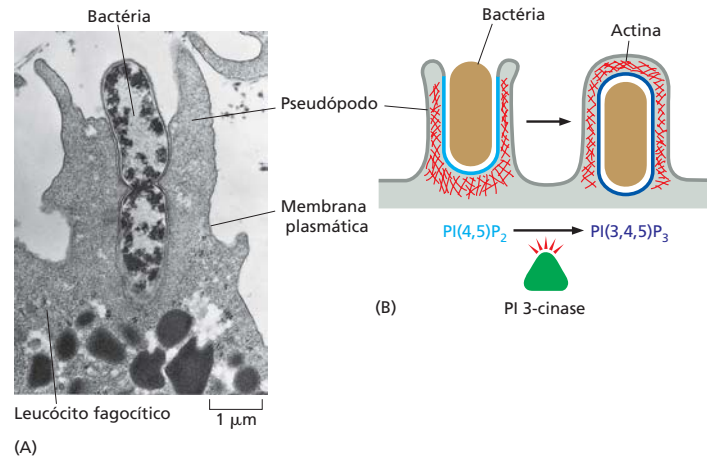 Bactéria
Pseudópodo
Membrana
plasmática
Leucócito fagocítico
1 µm
(A)
Bactéria
Actina
PI(4,5)P₂
PI(3,4,5)P₃
PI 3-cinase
(B)